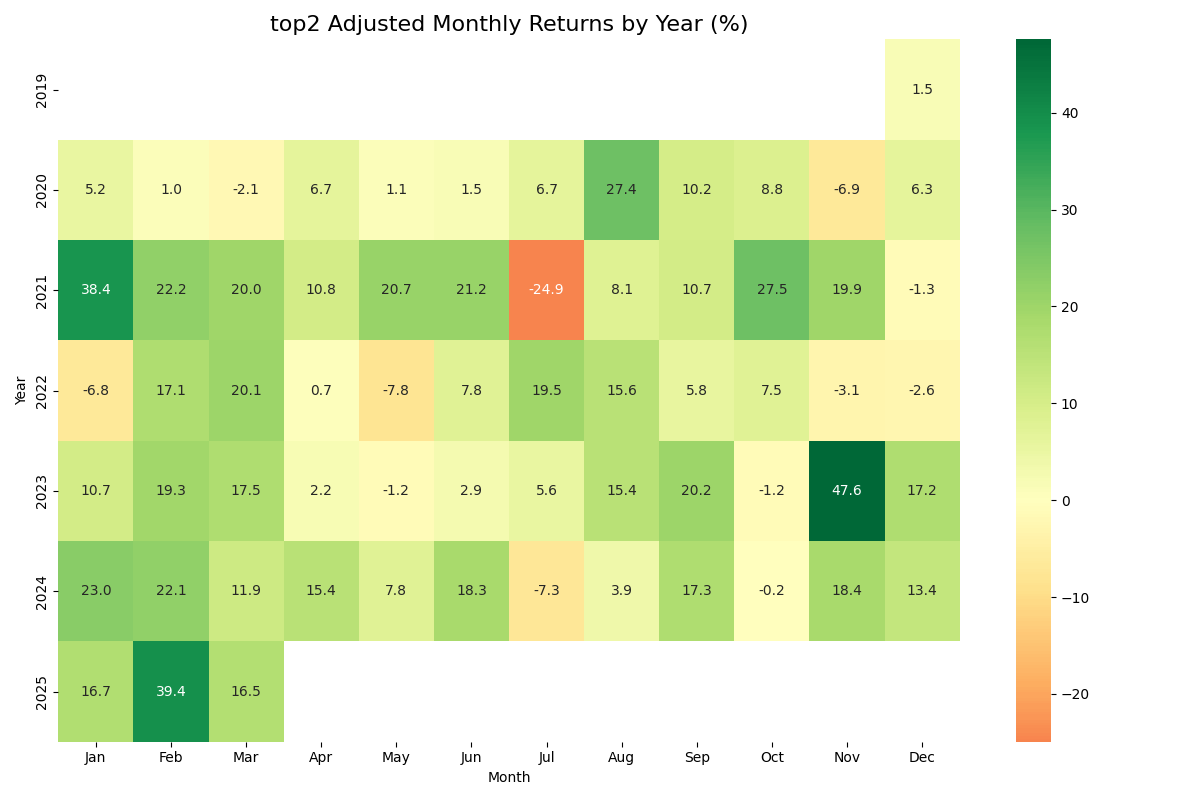 top2 Adjusted Monthly Returns by Year (%)
2019 1.5
2020 5.2 1.0 -2.1 6.7 1.1 1.5 6.7 27.4 10.2 8.8 -6.9 6.3
2021 38.4 22.2 20.0 10.8 20.7 21.2 -24.9 8.1 10.7 27.5 19.9 -1.3
2022 -6.8 17.1 20.1 0.7 -7.8 7.8 19.5 15.6 5.8 7.5 -3.1 -2.6
2023 10.7 19.3 17.5 2.2 -1.2 2.9 5.6 15.4 20.2 -1.2 47.6 17.2
2024 23.0 22.1 11.9 15.4 7.8 18.3 -7.3 3.9 17.3 -0.2 18.4 13.4
2025 16.7 39.4 16.5
Year
Jan Feb Mar Apr May Jun Jul Aug Sep Oct Nov Dec
Month
40
30
20
10
0
−10
−20